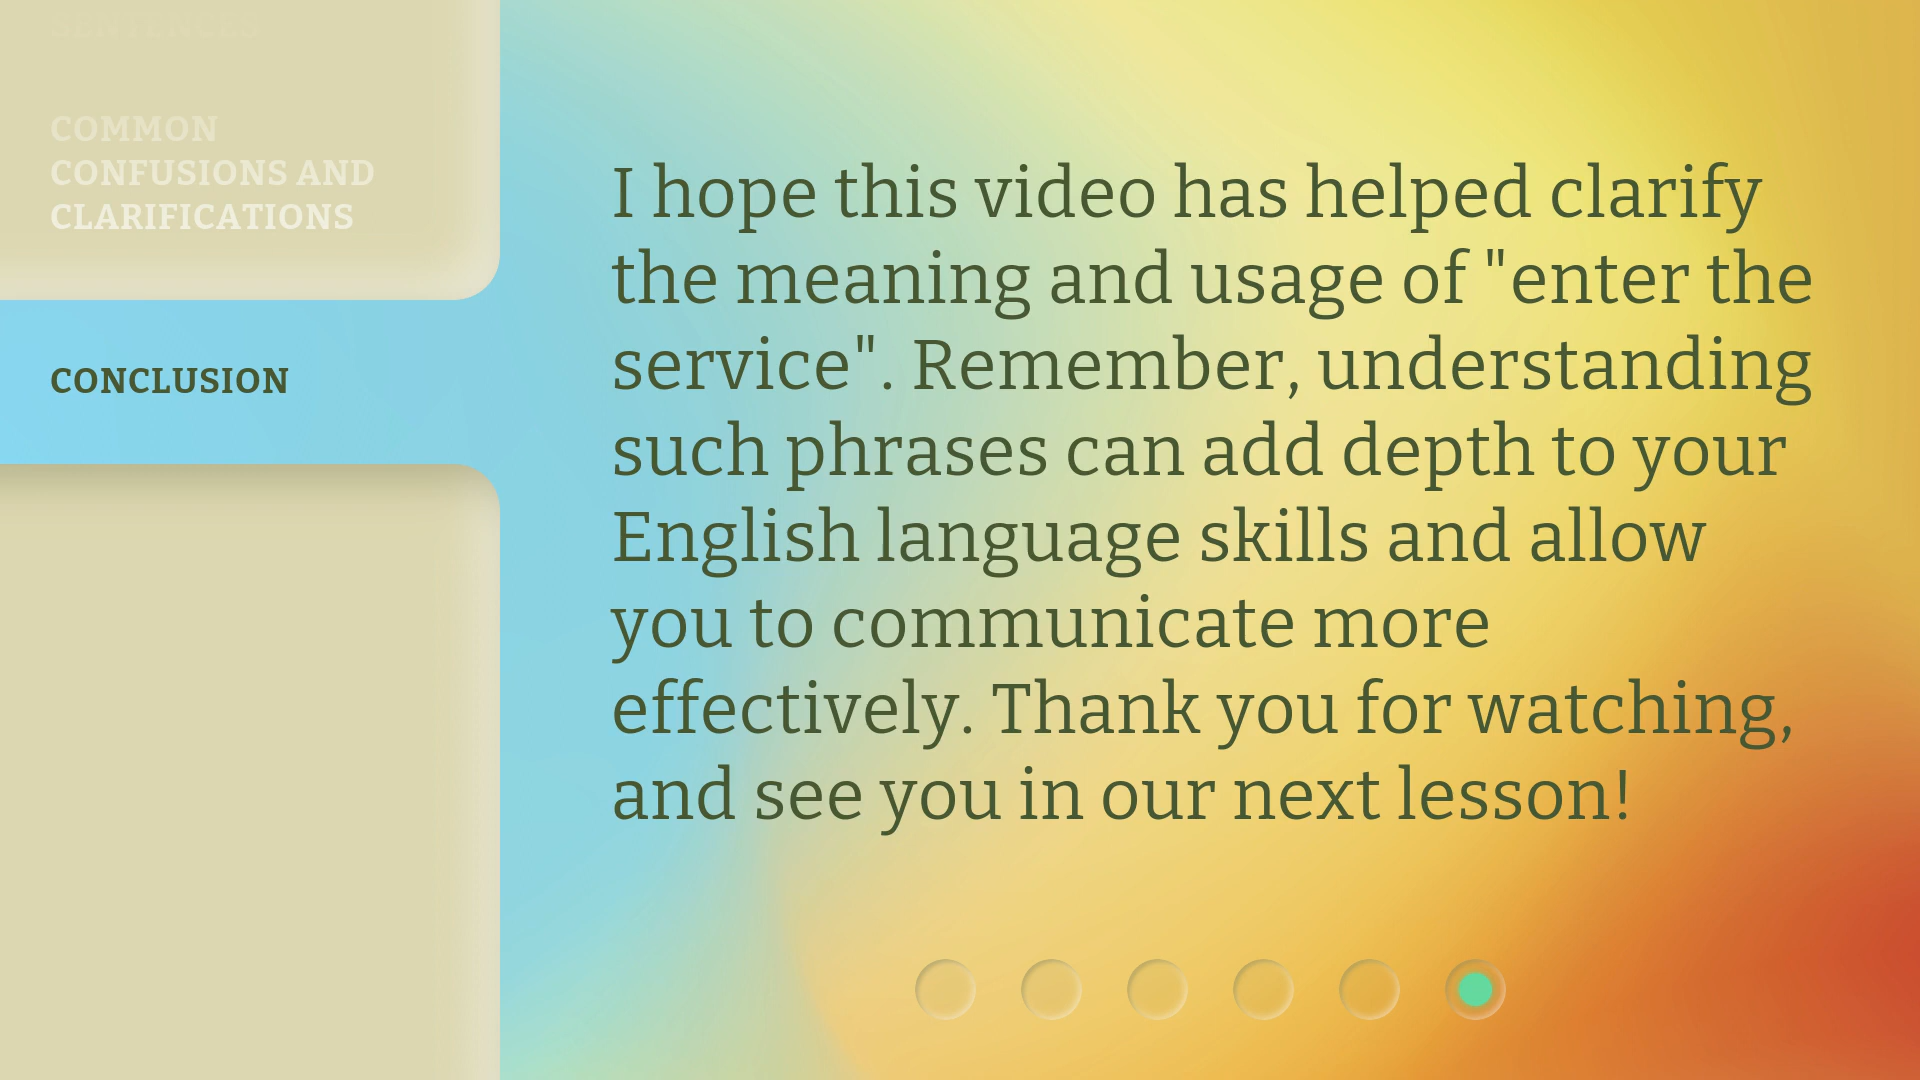 SENTENCES
COMMON
CONFUSIONS AND
CLARIFICATIONS
CONCLUSION
I hope this video has helped clarify
the meaning and usage of "enter the
service". Remember, understanding
such phrases can add depth to your
English language skills and allow
you to communicate more
effectively. Thank you for watching,
and see you in our next lesson!